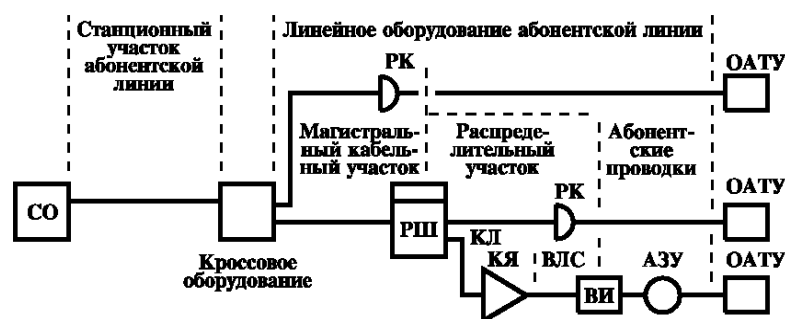 Станционный
участок
абонентской
линии
Линейное оборудование абонентской линии
РК
ОАТУ
Магистраль-
ный кабель-
ный участок
Распреде-
лительный
участок
Абонент-
ские
проводки
СО
РШ
РК
ОАТУ
Кроссовое
оборудование
КЛ
КЯ
ВЛС
ВИ
АЗУ
ОАТУ